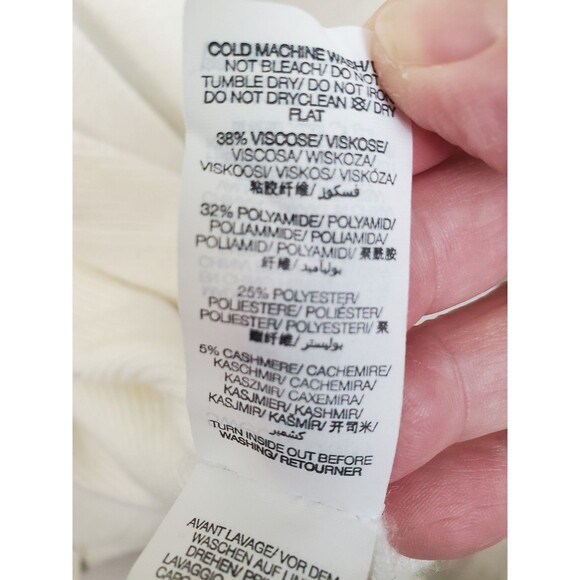 COLD MACHINE WASH/
NOT BLEACH/ DO NOT
TUMBLE DRY/ DO NOT IRON
DO NOT DRYCLEAN DRY
FLAT
38% VISCOSE/ VISKOSE/
VISCOSA/ WISKOZA/
VISKOOSI/ VISKOS/ VISKÓZA/
粘胶纤维/ فسكوز/
32% POLYAMIDE/ POLYAMID/
POLIAMMIDE/ POLIAMIDA/
POLIAMID/ POLYAMIDI/ 聚酰胺
纤维/ بولياميد/
25% POLYESTER/
POLIESTERE/ POLIÉSTER/
POLIESTER/ POLYESTERI/ 聚
酯纤维/ بوليستر/
5% CASHMERE/ CACHEMIRE/
KASCHMIR/ CACHEMIRA/
KASZMIR/ CAXEMIRA/
KASJMIER/ KASHMIR/
KASJMIR/ KAŠMÍR/ 开司米/
كشمير
TURN INSIDE OUT BEFORE
WASHING/ RETOURNER
AVANT LAVAGE/ VOR DEM
WASCHEN AUF
DREHEN/
LAVAGGIO